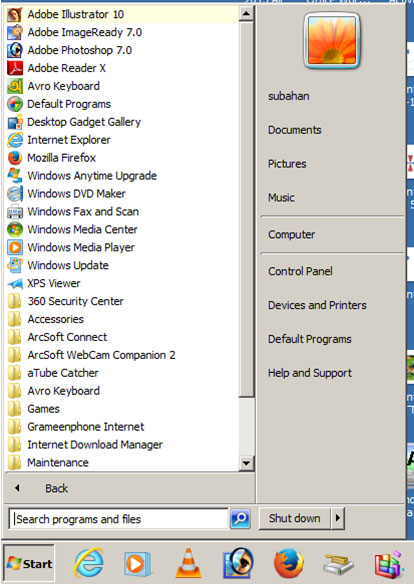 Adobe Illustrator 10
Adobe ImageReady 7.0
Adobe Photoshop 7.0
Adobe Reader X
Avro Keyboard
Default Programs
Desktop Gadget Gallery
Internet Explorer
Mozilla Firefox
Windows Anytime Upgrade
Windows DVD Maker
Windows Fax and Scan
Windows Media Center
Windows Media Player
Windows Update
XPS Viewer
360 Security Center
Accessories
ArcSoft Connect
ArcSoft WebCam Companion 2
aTube Catcher
Avro Keyboard
Games
Grameenphone Internet
Internet Download Manager
Maintenance
Back
Search programs and files
subahan
Documents
Pictures
Music
Computer
Control Panel
Devices and Printers
Default Programs
Help and Support
Shut down
Start